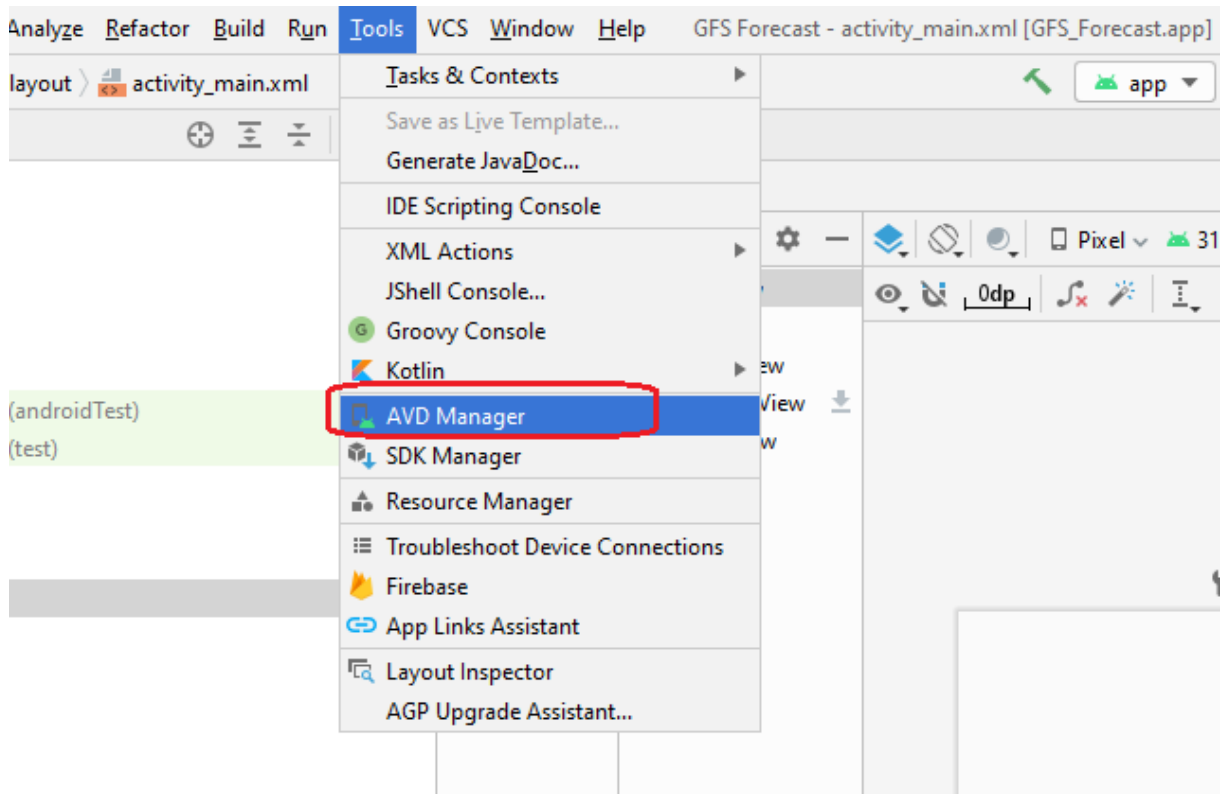 Analyze Refactor Build Run Tools VCS Window Help GFS Forecast - activity_main.xml [GFS_Forecast.app]
layout activity_main.xml
app
Tasks & Contexts
Save as Live Template...
Generate JavaDoc...
IDE Scripting Console
XML Actions
JShell Console...
G Groovy Console
Kotlin
AVD Manager
SDK Manager
Resource Manager
Troubleshoot Device Connections
Firebase
App Links Assistant
Layout Inspector
AGP Upgrade Assistant...
(androidTest)
(test)
Pixel 31
0dp
ew
View
w